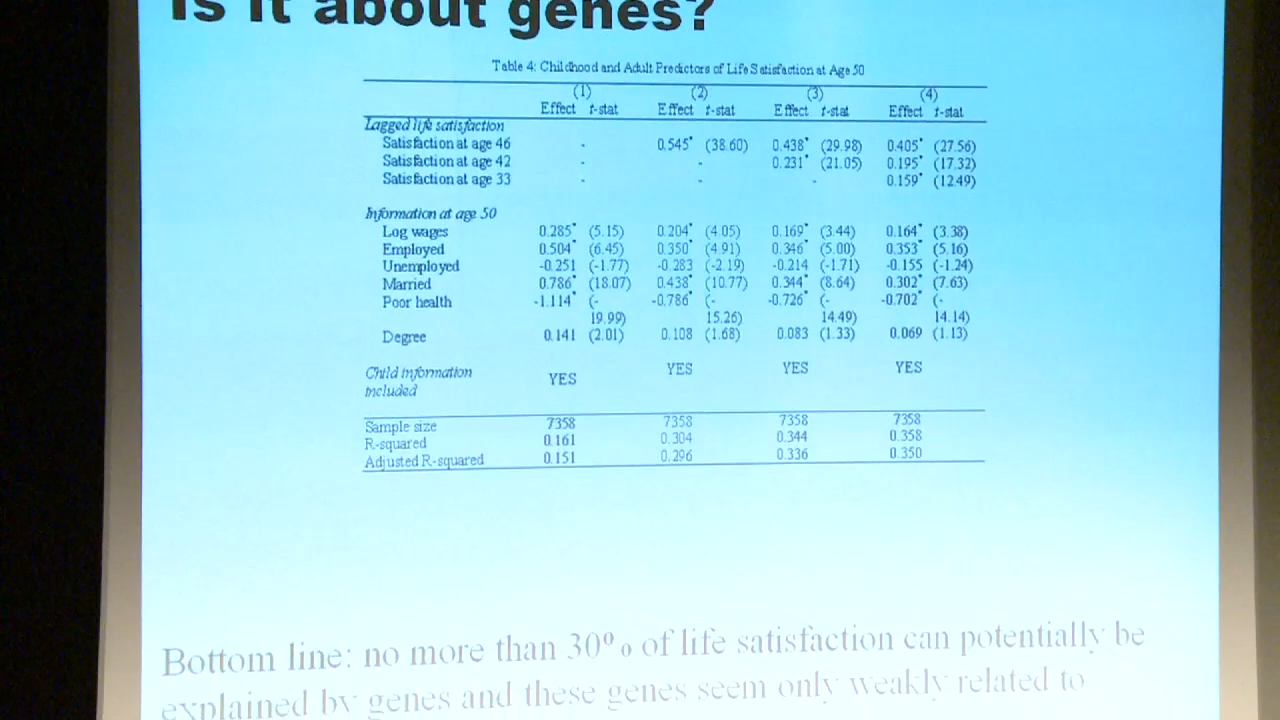 Is it about genes?
Table 4: Childhood and Adult Predictors of Life Satisfaction at Age 50
(1) (2) (3) (4)
Effect t-stat Effect t-stat Effect t-stat Effect t-stat
Lagged life satisfaction
Satisfaction at age 46 - 0.545* (38.60) 0.438* (29.98) 0.405* (27.56)
Satisfaction at age 42 - - 0.231* (21.05) 0.195* (17.32)
Satisfaction at age 33 - - - 0.159* (12.49)
Information at age 50
Log wages 0.285* (5.15) 0.204* (4.05) 0.169* (3.44) 0.164* (3.38)
Employed 0.504* (6.45) 0.350* (4.91) 0.346* (5.00) 0.353* (5.16)
Unemployed -0.251 (-1.77) -0.283 (-2.19) -0.214 (-1.71) -0.155 (-1.24)
Married 0.786* (18.07) 0.438* (10.77) 0.344* (8.64) 0.302* (7.63)
Poor health -1.114* (- -0.786* (- -0.726* (- -0.702* (-
19.99) 15.26) 14.49) 14.14)
Degree 0.141 (2.01) 0.108 (1.68) 0.083 (1.33) 0.069 (1.13)
Child information YES YES YES YES
included
Sample size 7358 7358 7358 7358
R-squared 0.161 0.304 0.344 0.358
Adjusted R-squared 0.151 0.296 0.336 0.350
Bottom line: no more than 30% of life satisfaction can potentially be
explained by genes and these genes seem only weakly related to